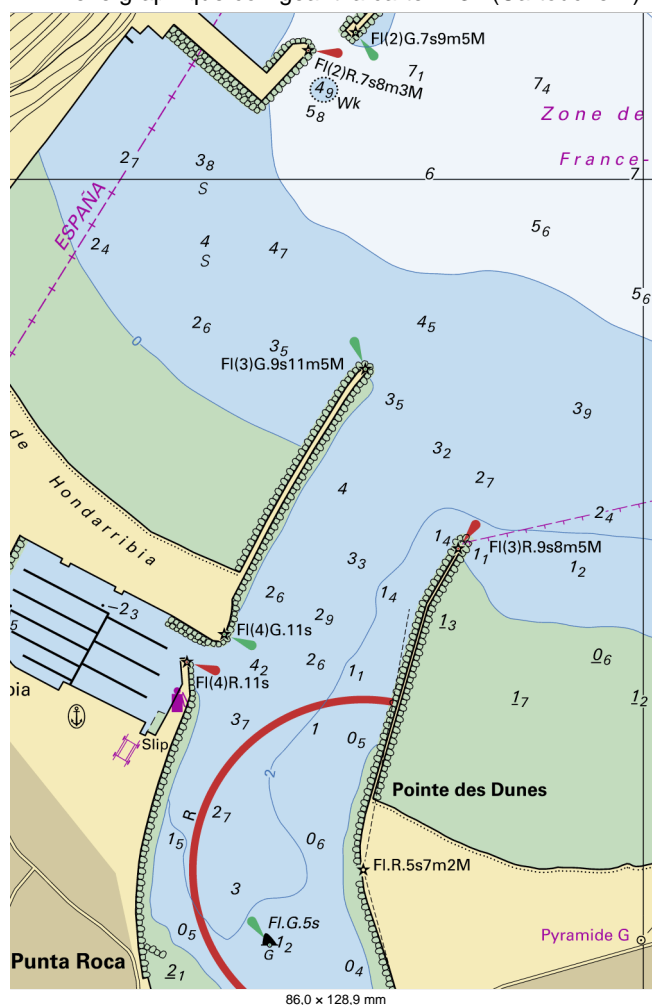 Fl(2)G.7s9m5M
Fl(2)R.7s8m3M
7₁
4₉
Wk
7₄
5₈
Zone de
France-
2₇
3₈
S
6
7
ESPAÑA
2₄
4
S
4₇
5₆
5₆
2₆
0
3₅
4₅
Fl(3)G.9s11m5M
3₅
3₉
de
Hondarribia
3₂
2₇
4
2₄
1₄
1₁
Fl(3)R.9s8m5M
3₃
1₂
2₃
5
2₆
1₄
2₉
1₃
Fl(4)G.11s
0₆
4₂
2₆
1₁
bia
Fl(4)R.11s
1₇
1₂
3₇
1
0₅
Slip
2
Pointe des Dunes
R
2₇
1₅
0₆
Fl.R.5s7m2M
3
Fl.G.5s
0₅
1₂
G
Pyramide G
Punta Roca
2₁
0₄
86,0 × 128,9 mm